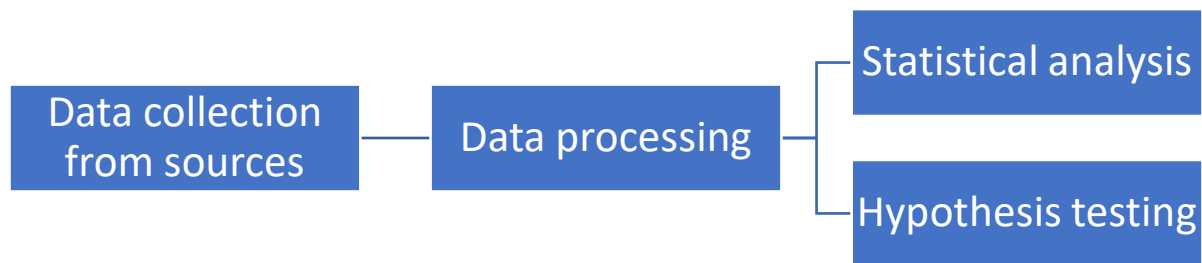 Data collection
from sources
Data processing
Statistical analysis
Hypothesis testing